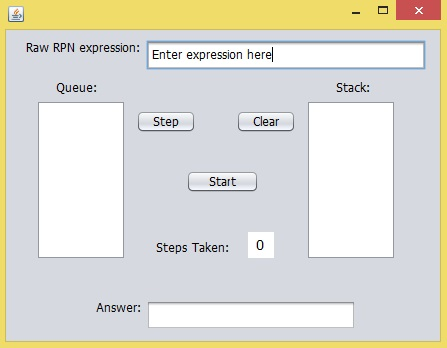 Raw RPN expression: Enter expression here
Queue: Stack:
Step Clear
Start
Steps Taken: 0
Answer: